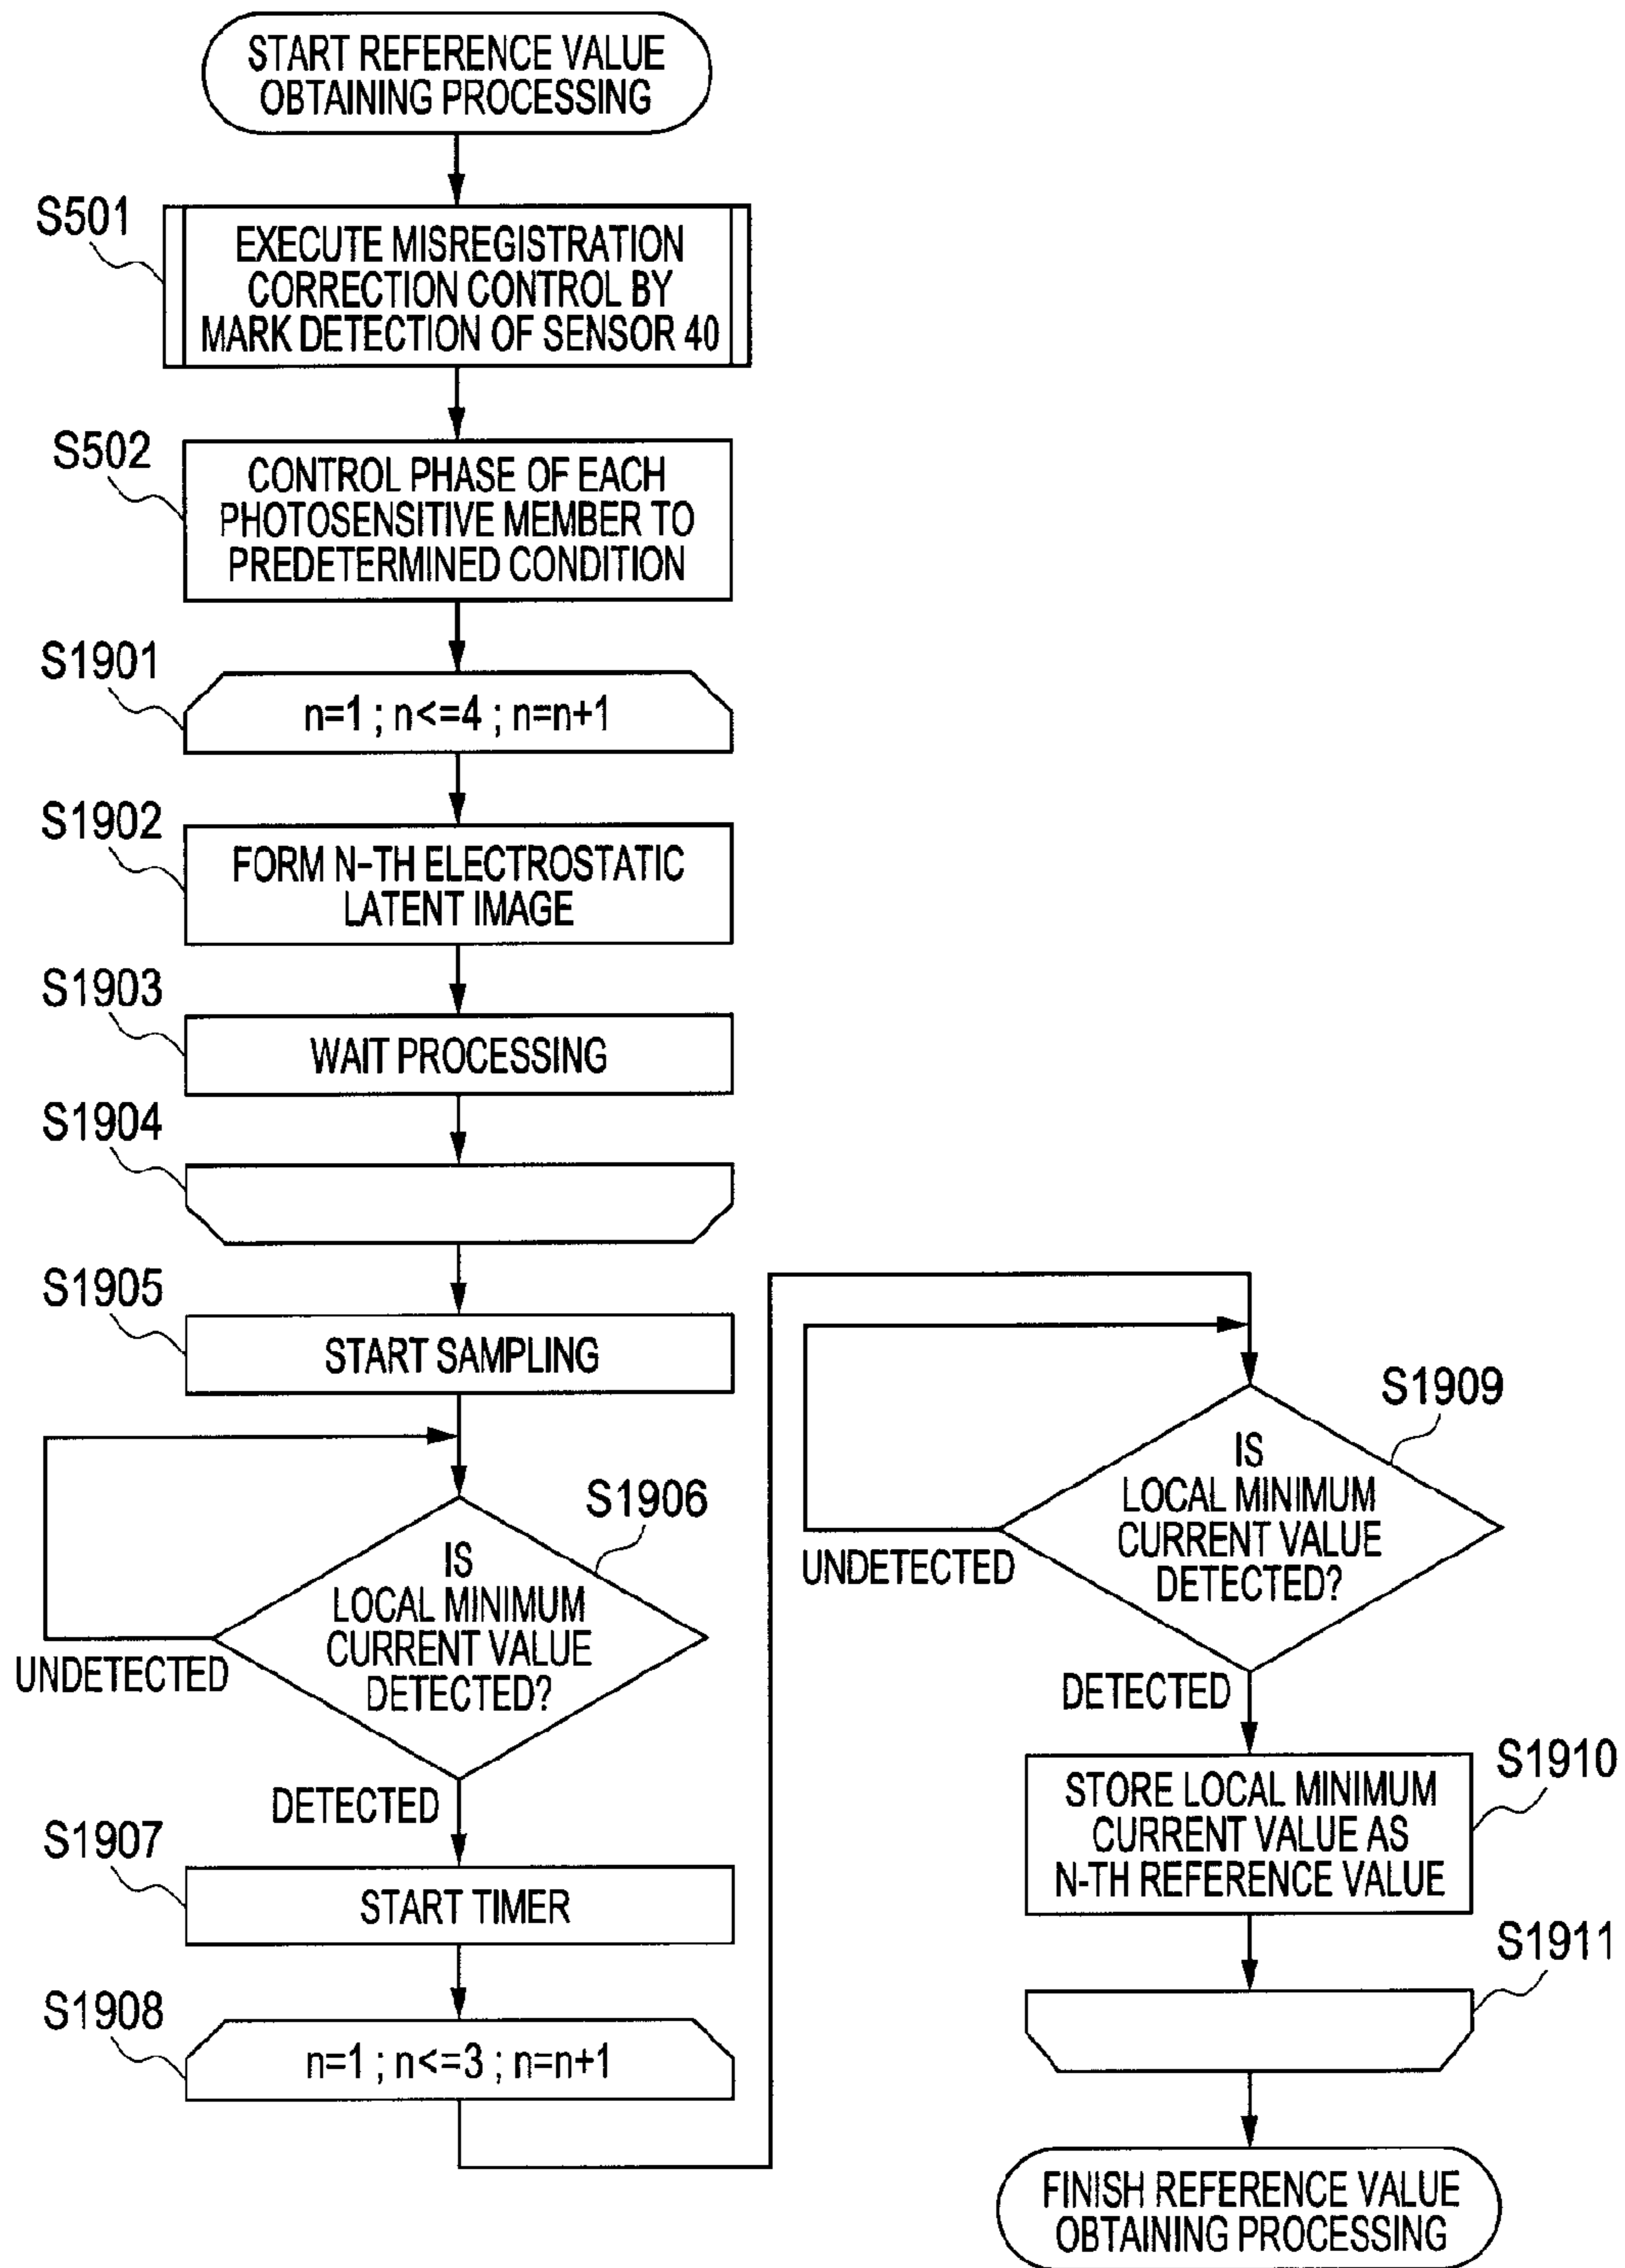 START REFERENCE VALUE
OBTAINING PROCESSING
S501
EXECUTE MISREGISTRATION
CORRECTION CONTROL BY
MARK DETECTION OF SENSOR 40
S502
CONTROL PHASE OF EACH
PHOTOSENSITIVE MEMBER TO
PREDETERMINED CONDITION
S1901
n=1 ; n<=4 ; n=n+1
S1902
FORM N-TH ELECTROSTATIC
LATENT IMAGE
S1903
WAIT PROCESSING
S1904
S1905
START SAMPLING
S1906
IS
LOCAL MINIMUM
CURRENT VALUE
DETECTED?
UNDETECTED
DETECTED
S1907
START TIMER
S1908
n=1 ; n<=3 ; n=n+1
S1909
IS
LOCAL MINIMUM
CURRENT VALUE
DETECTED?
UNDETECTED
DETECTED
S1910
STORE LOCAL MINIMUM
CURRENT VALUE AS
N-TH REFERENCE VALUE
S1911
FINISH REFERENCE VALUE
OBTAINING PROCESSING